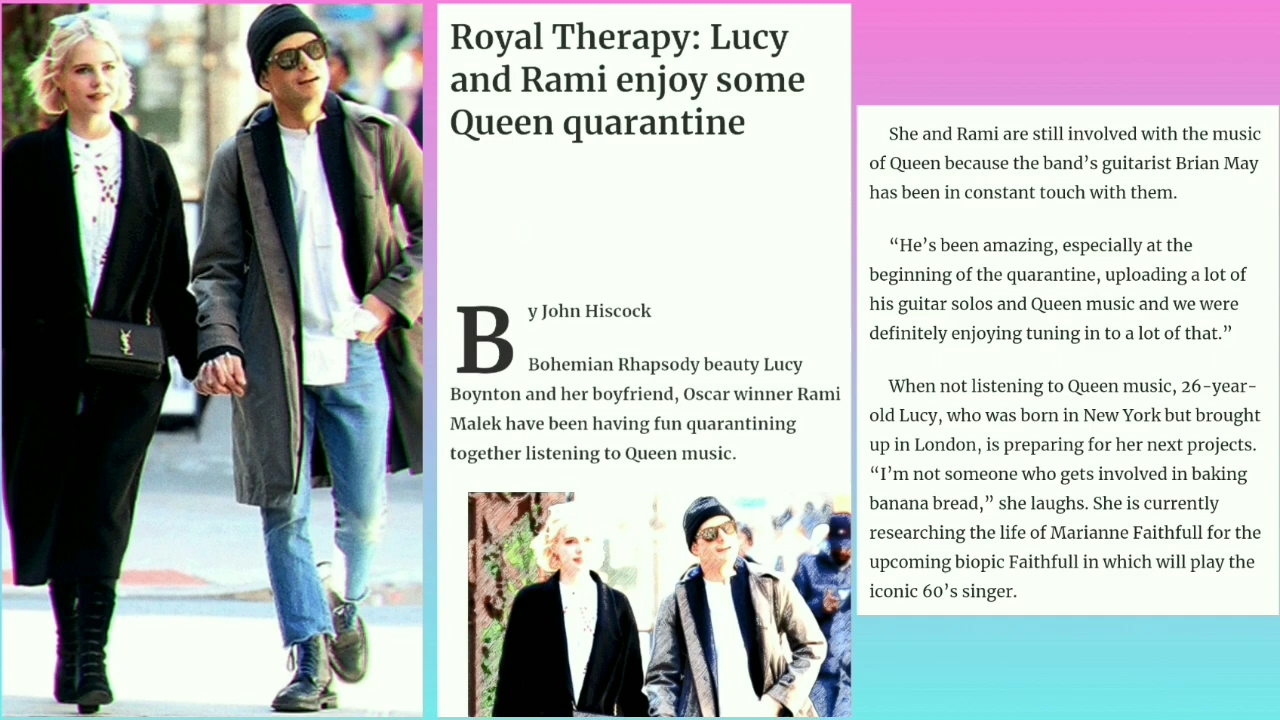 Royal Therapy: Lucy
and Rami enjoy some
Queen quarantine
By John Hiscock
Bohemian Rhapsody beauty Lucy
Boynton and her boyfriend, Oscar winner Rami
Malek have been having fun quarantining
together listening to Queen music.
She and Rami are still involved with the music
of Queen because the band’s guitarist Brian May
has been in constant touch with them.
“He’s been amazing, especially at the
beginning of the quarantine, uploading a lot of
his guitar solos and Queen music and we were
definitely enjoying tuning in to a lot of that.”
When not listening to Queen music, 26-year-
old Lucy, who was born in New York but brought
up in London, is preparing for her next projects.
“I’m not someone who gets involved in baking
banana bread,” she laughs. She is currently
researching the life of Marianne Faithfull for the
upcoming biopic Faithfull in which will play the
iconic 60’s singer.